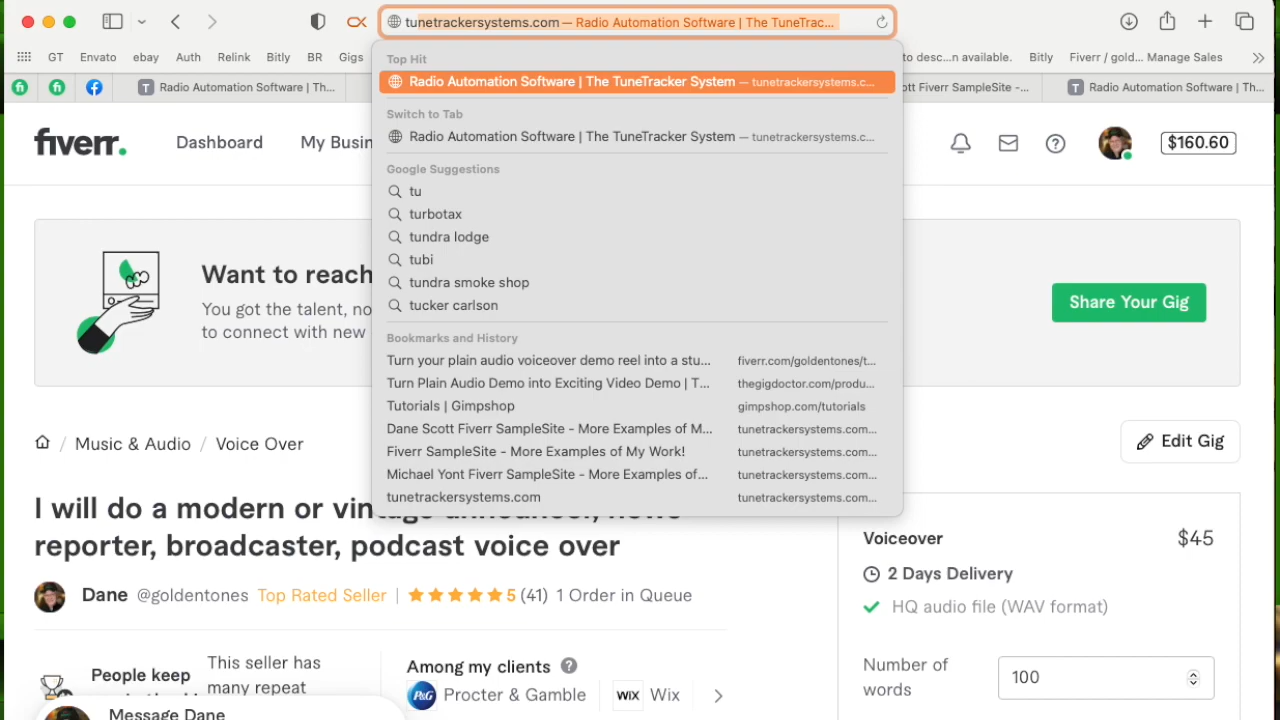 tunetrackersystems.com — Radio Automation Software | The TuneTrac...
GT Envato ebay Auth Relink Bitly BR Gigs
to desc...n available. Bitly Fiverr / gold... Manage Sales
fi fi T Radio Automation Software | The TuneTracker System — Th...
ott Fiverr SampleSite -... T Radio Automation Software | Th...
Top Hit
Radio Automation Software | The TuneTracker System — tunetrackersystems.c...
Switch to Tab
Radio Automation Software | The TuneTracker System — tunetrackersystems.c...
Google Suggestions
tu
turbotax
tundra lodge
tubi
tundra smoke shop
tucker carlson
Bookmarks and History
Turn your plain audio voiceover demo reel into a stu... fiverr.com/goldentones/t...
Turn Plain Audio Demo into Exciting Video Demo | T... thegigdoctor.com/produ...
Tutorials | Gimpshop gimpshop.com/tutorials
Dane Scott Fiverr SampleSite - More Examples of M... tunetrackersystems.com...
Fiverr SampleSite - More Examples of My Work! tunetrackersystems.com...
Michael Yont Fiverr SampleSite - More Examples of... tunetrackersystems.com...
tunetrackersystems.com tunetrackersystems.com...
fiverr. Dashboard My Busin $160.60
Want to reach
You got the talent, no
to connect with new
Share Your Gig
/ Music & Audio / Voice Over
Edit Gig
I will do a modern or vintage announcer, news
reporter, broadcaster, podcast voice over
Dane @goldentones Top Rated Seller | 5 (41) 1 Order in Queue
People keep
This seller has
many repeat
Among my clients ?
P&G Procter & Gamble WIX Wix
Message Dane
Voiceover $45
2 Days Delivery
HQ audio file (WAV format)
Number of
words
100